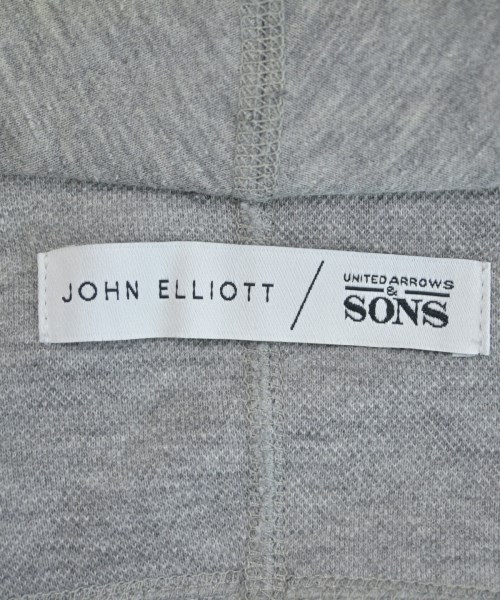 JOHN ELLIOTT /
UNITED ARROWS
&
SONS